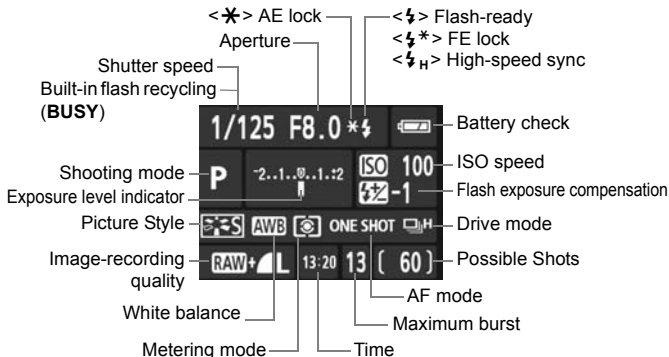 <✱> AE lock
<⚡> Flash-ready
Aperture
<⚡✱> FE lock
Shutter speed
<⚡H> High-speed sync
Built-in flash recycling
(BUSY)
1/125 F8.0 ✱⚡
Battery check
Shooting mode
P
-2..1..0..1.:2
ISO 100
ISO speed
Exposure level indicator
-1
Flash exposure compensation
Picture Style
S
AWB
ONE SHOT
H
Drive mode
Image-recording
quality
RAW+L
13:20
13
[ 60]
Possible Shots
White balance
AF mode
Maximum burst
Metering mode
Time